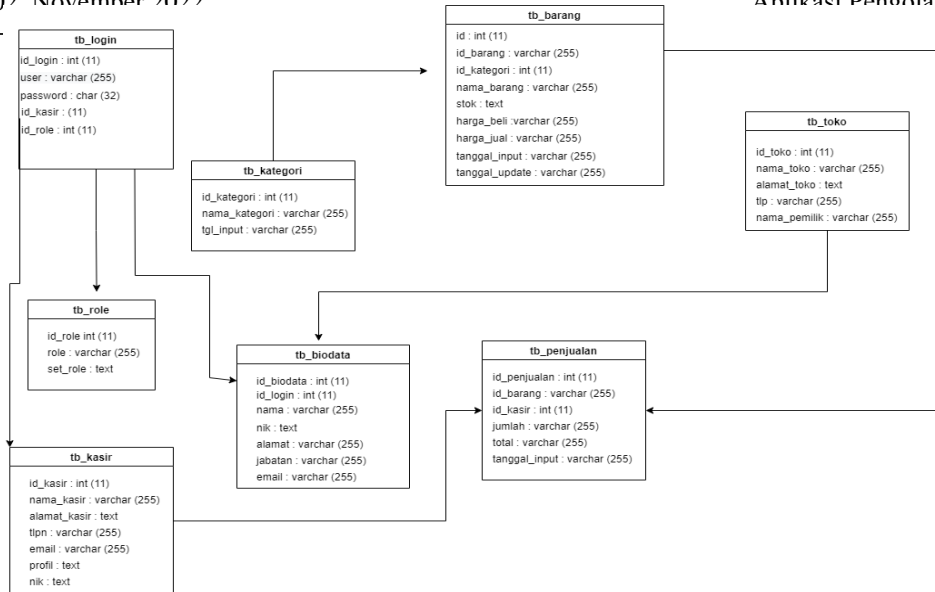 November 2022
tb_login
id_login : int (11)
user : varchar (255)
password : char (32)
id_kasir : (11)
id_role : int (11)
tb_kategori
id_kategori : int (11)
nama_kategori : varchar (255)
tgl_input : varchar (255)
tb_barang
id : int (11)
id_barang : varchar (255)
id_kategori : int (11)
nama_barang : varchar (255)
stok : text
harga_beli :varchar (255)
harga_jual : varchar (255)
tanggal_input : varchar (255)
tanggal_update : varchar (255)
tb_toko
id_toko : int (11)
nama_toko : varchar (255)
alamat_toko : text
tlp : varchar (255)
nama_pemilik : varchar (255)
tb_role
id_role int (11)
role : varchar (255)
set_role : text
tb_biodata
id_biodata : int (11)
id_login : int (11)
nama : varchar (255)
nik : text
alamat : varchar (255)
jabatan : varchar (255)
email : varchar (255)
tb_penjualan
id_penjualan : int (11)
id_barang : varchar (255)
id_kasir : int (11)
jumlah : varchar (255)
total : varchar (255)
tanggal_input : varchar (255)
tb_kasir
id_kasir : int (11)
nama_kasir : varchar (255)
alamat_kasir : text
tlpn : varchar (255)
email : varchar (255)
profil : text
nik : text